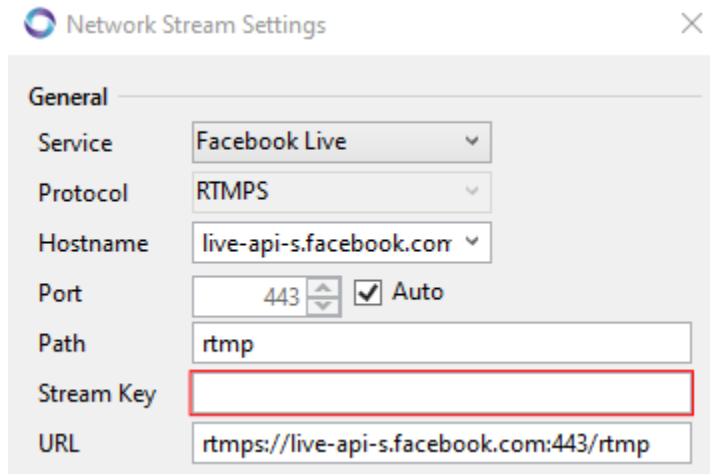 Network Stream Settings
General
Service Facebook Live
Protocol RTMPS
Hostname live-api-s.facebook.com
Port 443 Auto
Path rtmp
Stream Key
URL rtmps://live-api-s.facebook.com:443/rtmp